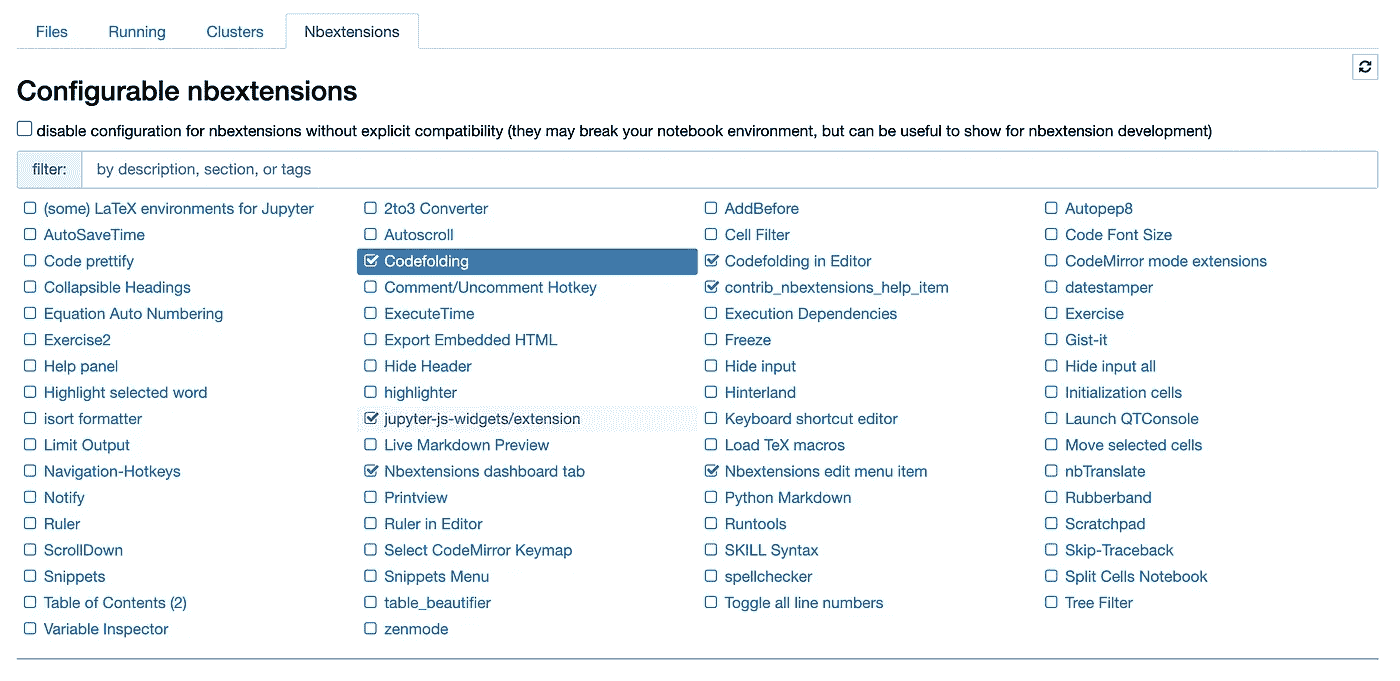 Files Running Clusters Nbextensions
Configurable nbextensions
disable configuration for nbextensions without explicit compatibility (they may break your notebook environment, but can be useful to show for nbextension development)
filter: by description, section, or tags
(some) LaTeX environments for Jupyter 2to3 Converter AddBefore Autopep8
AutoSaveTime Autoscroll Cell Filter Code Font Size
Code prettify Codefolding Codefolding in Editor CodeMirror mode extensions
Collapsible Headings Comment/Uncomment Hotkey contrib_nbextensions_help_item datestamper
Equation Auto Numbering ExecuteTime Execution Dependencies Exercise
Exercise2 Export Embedded HTML Freeze Gist-it
Help panel Hide Header Hide input Hide input all
Highlight selected word highlighter Hinterland Initialization cells
isort formatter jupyter-js-widgets/extension Keyboard shortcut editor Launch QTConsole
Limit Output Live Markdown Preview Load TeX macros Move selected cells
Navigation-Hotkeys Nbextensions dashboard tab Nbextensions edit menu item nbTranslate
Notify Printview Python Markdown Rubberband
Ruler Ruler in Editor Runtools Scratchpad
ScrollDown Select CodeMirror Keymap SKILL Syntax Skip-Traceback
Snippets Snippets Menu spellchecker Split Cells Notebook
Table of Contents (2) table_beautifier Toggle all line numbers Tree Filter
Variable Inspector zenmode